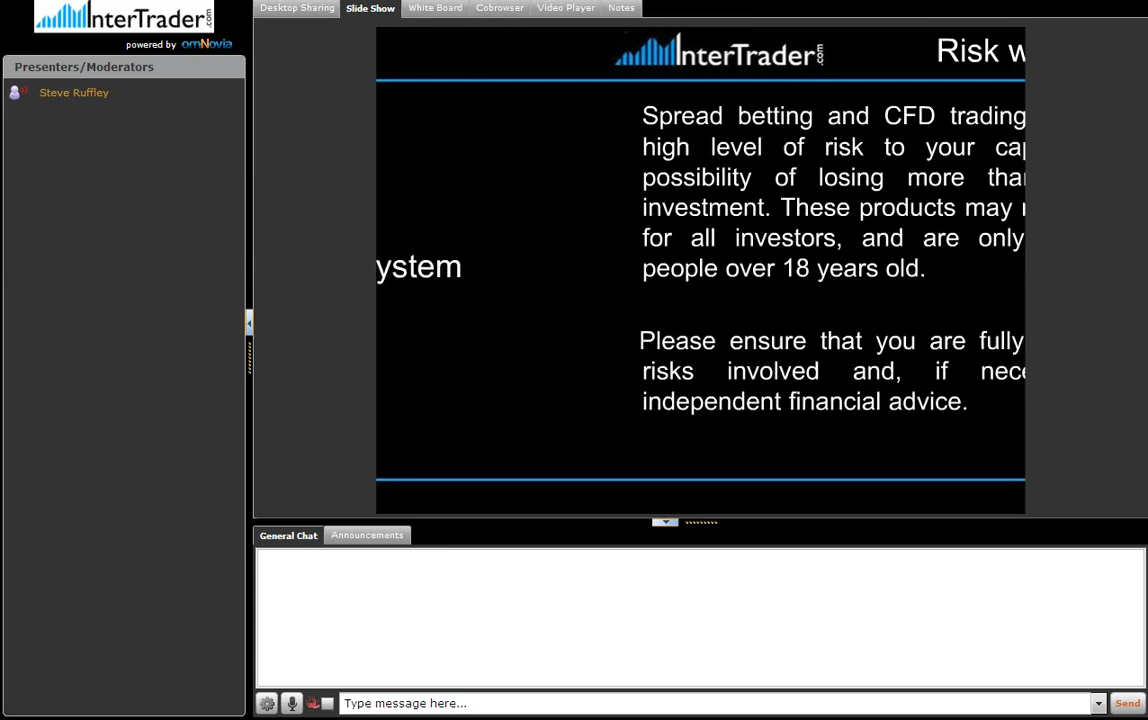 InterTrader.com
powered by omNovia
Presenters/Moderators
Steve Ruffley
Desktop Sharing
Slide Show
White Board
Cobrowser
Video Player
Notes
InterTrader.com
Risk w
Spread betting and CFD trading
high level of risk to your cap
possibility of losing more than
investment. These products may
for all investors, and are only
people over 18 years old.
ystem
Please ensure that you are fully
risks involved and, if nece
independent financial advice.
General Chat
Announcements
Type message here...
Send